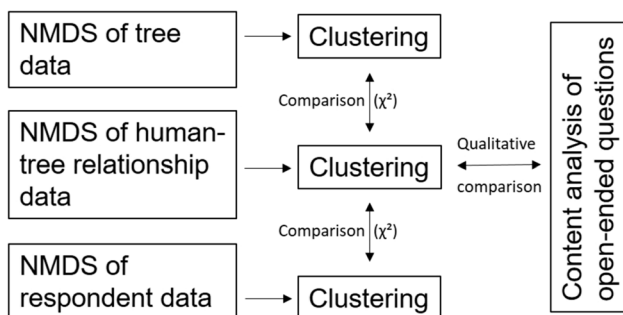 NMDS of tree
data
Clustering
Comparison (χ²)
NMDS of human-
tree relationship
data
Clustering
Qualitative
comparison
Comparison (χ²)
NMDS of
respondent data
Clustering
Content analysis of
open-ended questions